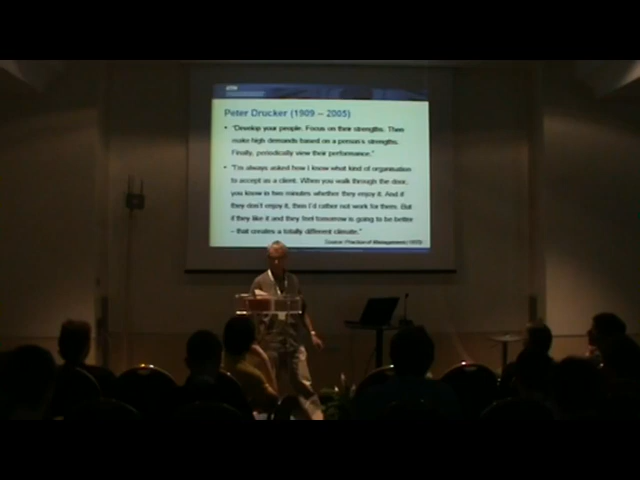 Peter Drucker (1909 – 2005)
• "Develop your people. Focus on their strengths. Then
make high demands based on a person's strengths.
Finally, periodically view their performance."
• "I'm always asked how I know what kind of organisation
to accept as a client. When you walk through the door,
you know in two minutes whether they enjoy it. And if
they don't enjoy it, then I'd rather not work for them. But
if they like it and they feel tomorrow is going to be better
– that creates a totally different climate."
Source: Practice of Management